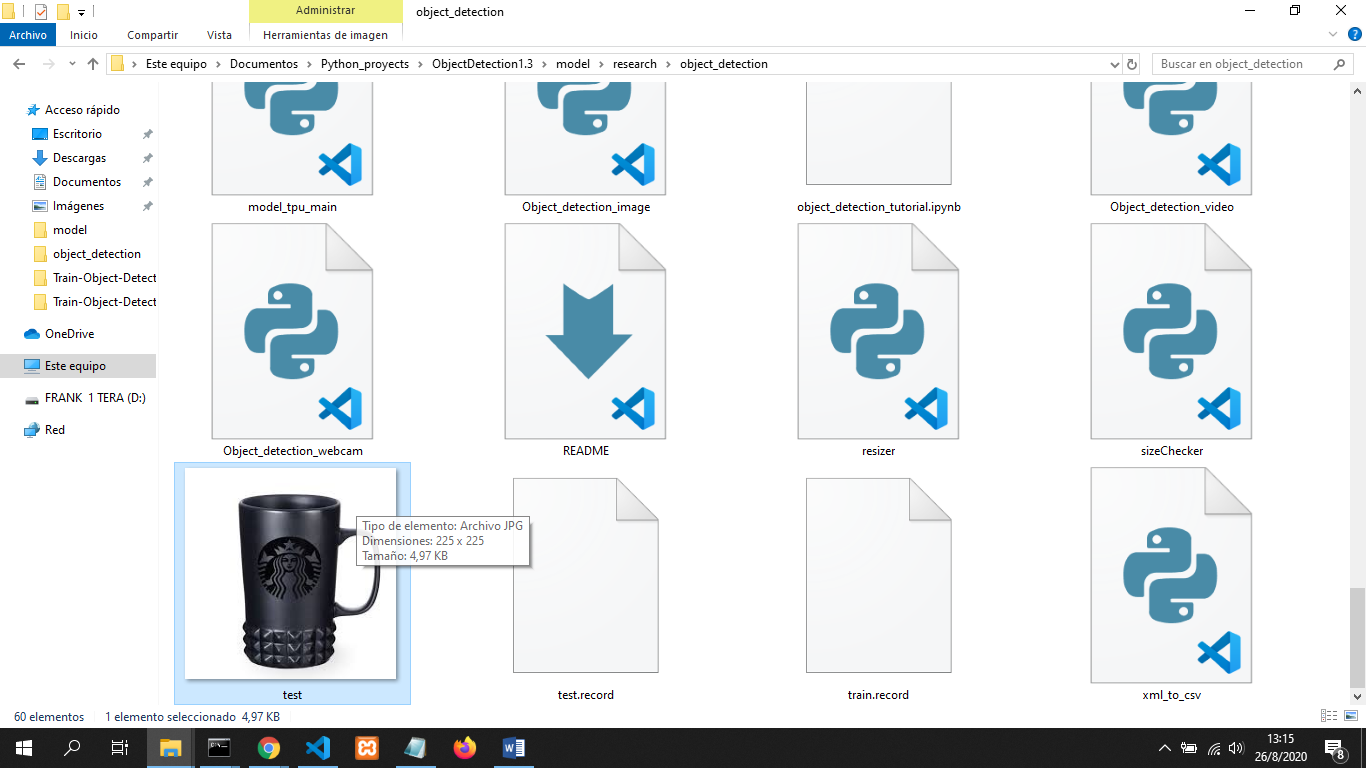 Administrar
object_detection
Archivo
Inicio
Compartir
Vista
Herramientas de imagen
Este equipo
Documentos
Python_proyects
ObjectDetection1.3
model
research
object_detection
Buscar en object_detection
Acceso rápido
Escritorio
Descargas
Documentos
Imágenes
model
object_detection
Train-Object-Detect
Train-Object-Detect
OneDrive
Este equipo
FRANK 1 TERA (D:)
Red
model_tpu_main
Object_detection_image
object_detection_tutorial.ipynb
Object_detection_video
Object_detection_webcam
README
resizer
sizeChecker
Tipo de elemento: Archivo JPG
Dimensiones: 225 x 225
Tamaño: 4,97 KB
test
test.record
train.record
xml_to_csv
60 elementos
1 elemento seleccionado 4,97 KB
13:15
26/8/2020
8